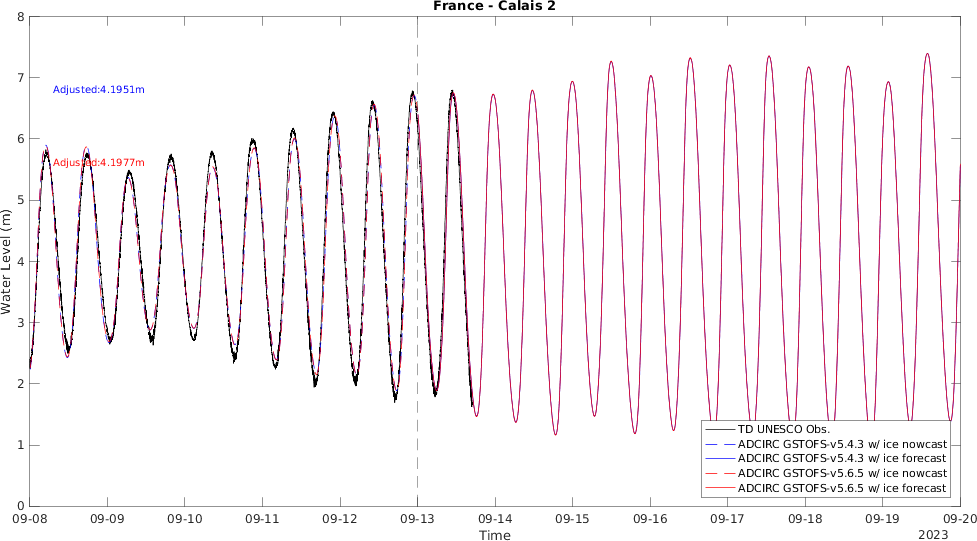 France - Calais 2
8
7
6
5
4
3
2
1
0
Water Level (m)
Adjusted:4.1951m
Adjusted:4.1977m
TD UNESCO Obs.
ADCIRC GSTOFS-v5.4.3 w/ ice nowcast
ADCIRC GSTOFS-v5.4.3 w/ ice forecast
ADCIRC GSTOFS-v5.6.5 w/ ice nowcast
ADCIRC GSTOFS-v5.6.5 w/ ice forecast
09-08 09-09 09-10 09-11 09-12 09-13 09-14 09-15 09-16 09-17 09-18 09-19 09-20
Time
2023